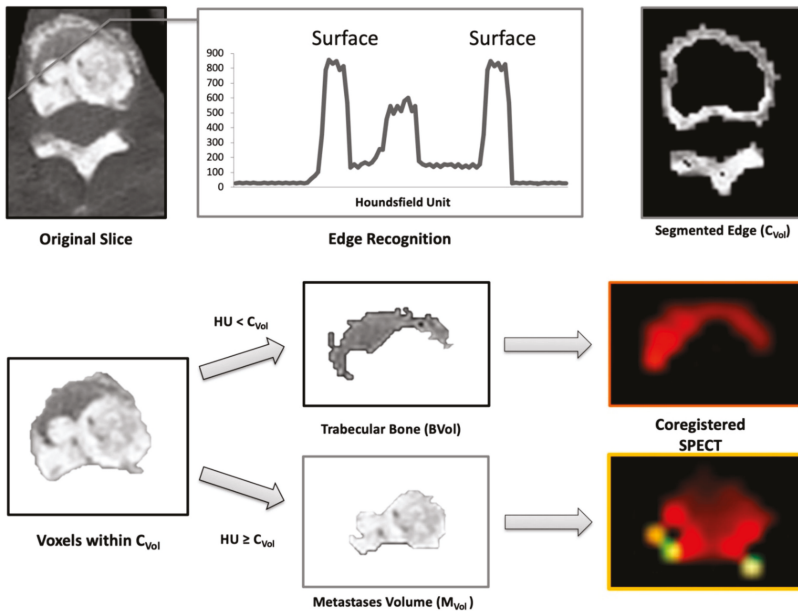 Surface Surface
900
800
700
600
500
400
300
200
100
0
Houndsfield Unit
Original Slice
Edge Recognition
Segmented Edge (CVol)
HU < CVol
Trabecular Bone (BVol)
Coregistered
SPECT
Voxels within CVol
HU ≥ CVol
Metastases Volume (MVol)